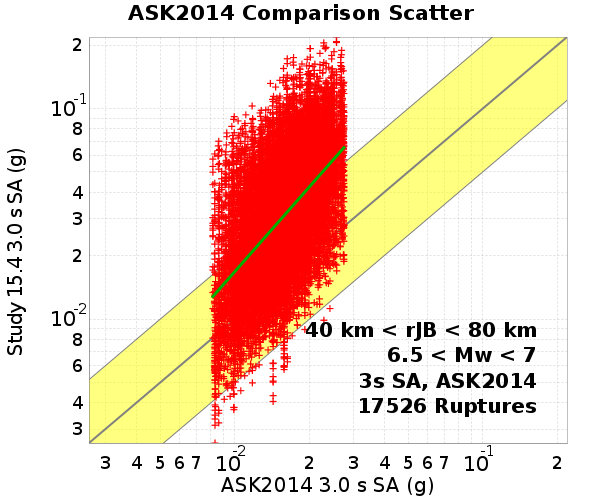 ASK2014 Comparison Scatter
Study 15.4 3.0 s SA (g)
2
10-1
8
6
4
3
2
10-2
8
6
4
3
40 km < rJB < 80 km
6.5 < Mw < 7
3s SA, ASK2014
17526 Ruptures
3 4 5 6 7 10-2 2 3 4 5 6 7 10-1 2
ASK2014 3.0 s SA (g)